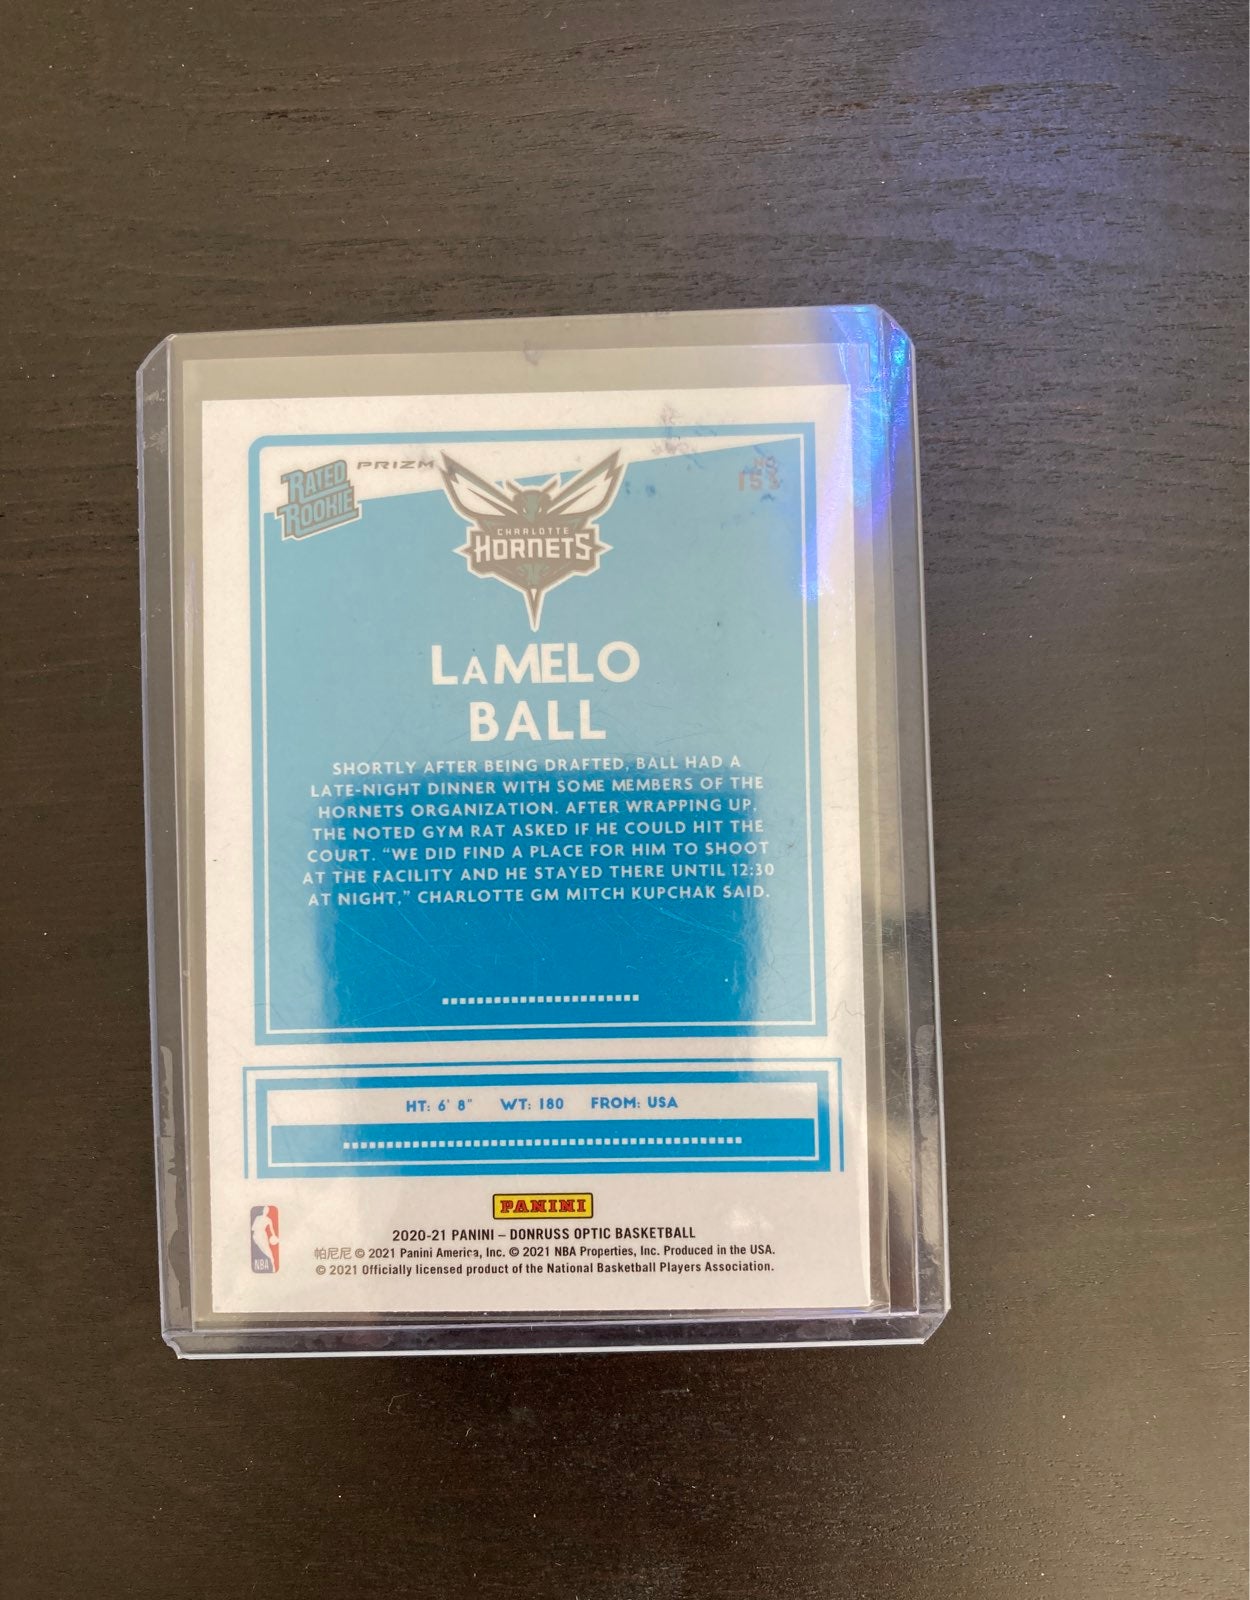 RATED
ROOKIE
PRIZM
CHARLOTTE
HORNETS
LAMELO
BALL
SHORTLY AFTER BEING DRAFTED, BALL HAD A
LATE-NIGHT DINNER WITH SOME MEMBERS OF THE
HORNETS ORGANIZATION. AFTER WRAPPING UP,
THE NOTED GYM RAT ASKED IF HE COULD HIT THE
COURT. “WE DID FIND A PLACE FOR HIM TO SHOOT
AT THE FACILITY AND HE STAYED THERE UNTIL 12:30
AT NIGHT,” CHARLOTTE GM MITCH KUPCHAK SAID.
HT: 6' 8" WT: 180 FROM: USA
PANINI
2020-21 PANINI – DONRUSS OPTIC BASKETBALL
帕尼尼 © 2021 Panini America, Inc. © 2021 NBA Properties, Inc. Produced in the USA.
© 2021 Officially licensed product of the National Basketball Players Association.
NBA